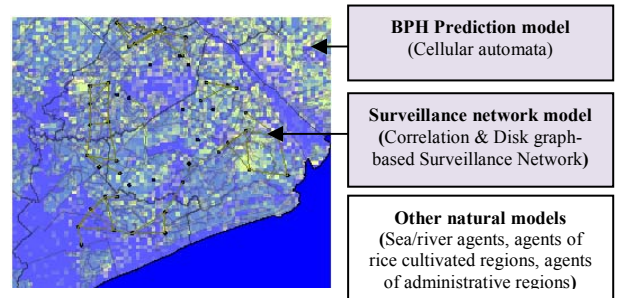 BPH Prediction model
(Cellular automata)
Surveillance network model
(Correlation & Disk graph-
based Surveillance Network)
Other natural models
(Sea/river agents, agents of
rice cultivated regions, agents
of administrative regions)